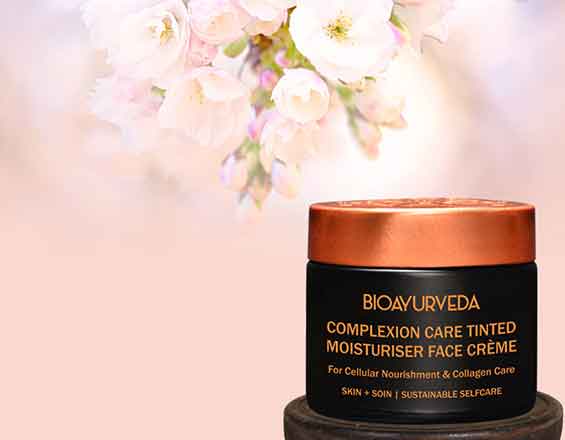 BIOAYURVEDA
COMPLEXION CARE TINTED
MOISTURISER FACE CRÈME
For Cellular Nourishment & Collagen Care
SKIN + SOIN | SUSTAINABLE SELFCARE